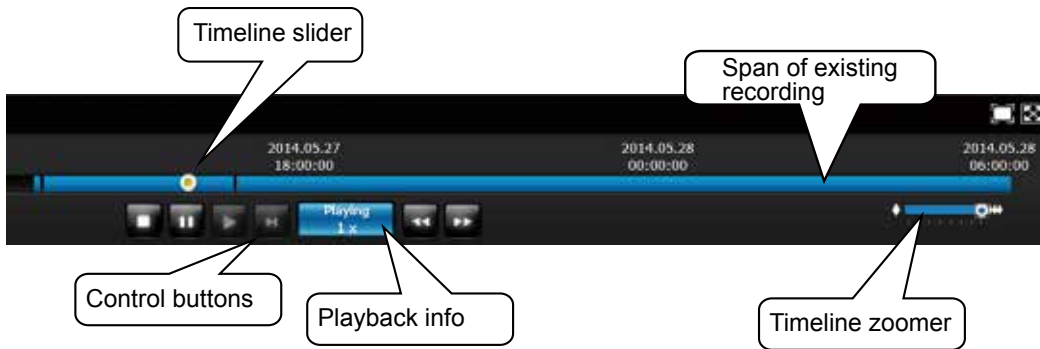 Timeline slider
Span of existing
recording
2014.05.27
18:00:00
2014.05.28
00:00:00
2014.05.28
06:00:00
Playing
1 x
Control buttons
Playback info
Timeline zoomer